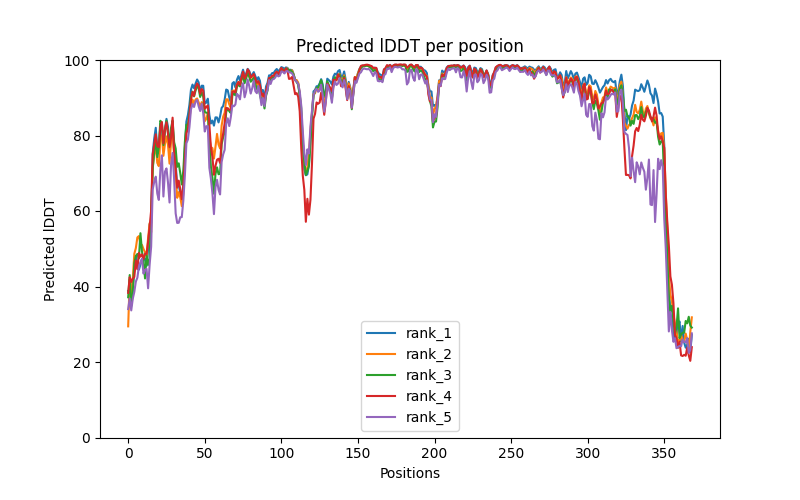 Predicted lDDT per position
Predicted lDDT
100
80
60
40
20
0
rank_1
rank_2
rank_3
rank_4
rank_5
0 50 100 150 200 250 300 350
Positions